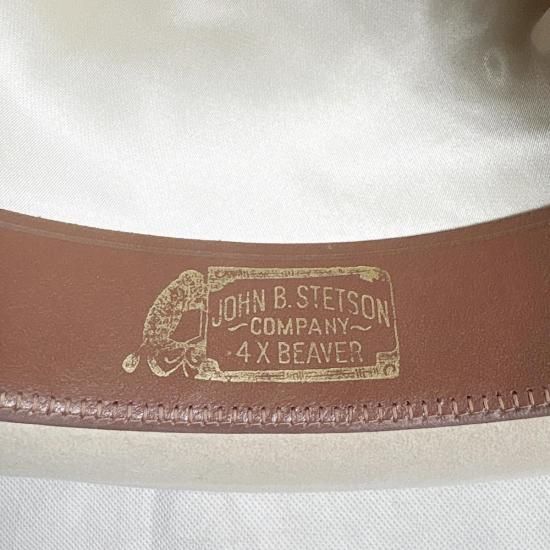 JOHN B. STETSON
~COMPANY~
4 X BEAVER